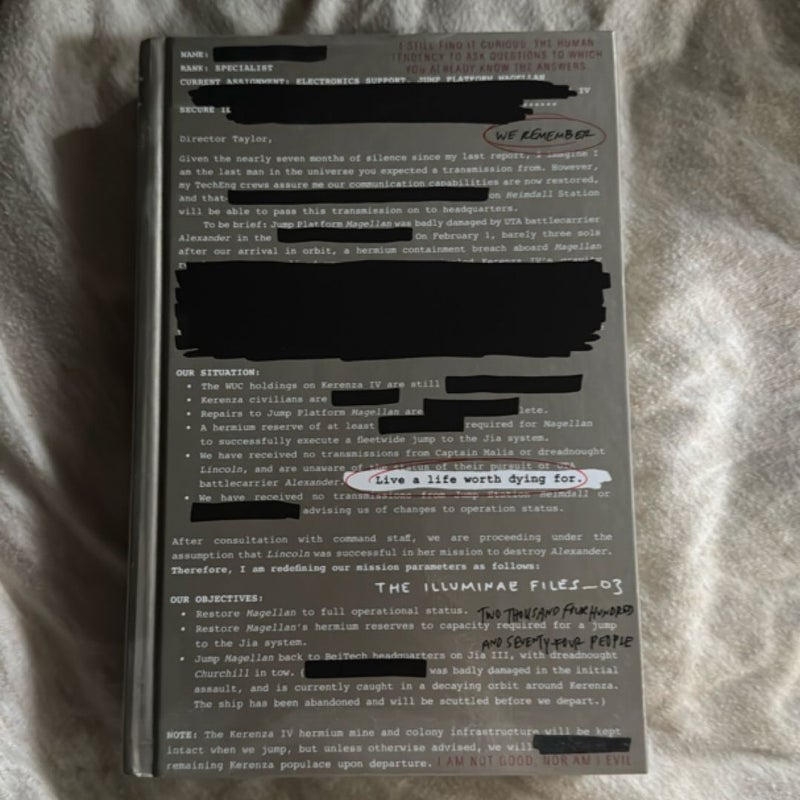 NAME:
I STILL FIND IT CURIOUS, THE HUMAN
RANK: SPECIALIST
TENDENCY TO ASK QUESTIONS TO WHICH
YOU ALREADY KNOW THE ANSWERS.
CURRENT ASSIGNMENT: ELECTRONICS SUPPORT, JUMP PLATFORM MAGELLAN
IV
SECURE
WE REMEMBER
Director Taylor,
Given the nearly seven months of silence since my last report, I imagine I
am the last man in the universe you expected a transmission from. However,
my TechEng crews assure me our communication capabilities are now restored,
and that on Heimdall Station
will be able to pass this transmission on to headquarters.
To be brief: Jump Platform Magellan was badly damaged by UTA battlecarrier
Alexander in the On February 1, barely three sols
after our arrival in orbit, a hermium containment breach aboard Magellan
Kerenza IV's gravity
OUR SITUATION:
• The WUC holdings on Kerenza IV are still
• Kerenza civilians are
• Repairs to Jump Platform Magellan are lete.
• A hermium reserve of at least required for Magellan
to successfully execute a fleetwide jump to the Jia system.
• We have received no transmissions from Captain Malia or dreadnought
Lincoln, and are unaware of the status of their pursuit of UTA
battlecarrier Alexander. Live a life worth dying for.
• We have received no transmissions from Jump Station Heimdall or
advising us of changes to operation status.
After consultation with command staff, we are proceeding under the
assumption that Lincoln was successful in her mission to destroy Alexander.
Therefore, I am redefining our mission parameters as follows:
THE ILLUMINAE FILES_03
OUR OBJECTIVES:
• Restore Magellan to full operational status. TWO THOUSAND FOUR HUNDRED
• Restore Magellan's hermium reserves to capacity required for a jump
to the Jia system. AND SEVENTY FOUR PEOPLE
• Jump Magellan back to BeiTech headquarters on Jia III, with dreadnought
Churchill in tow. ( was badly damaged in the initial
assault, and is currently caught in a decaying orbit around Kerenza.
The ship has been abandoned and will be scuttled before we depart.)
NOTE: The Kerenza IV hermium mine and colony infrastructure will be kept
intact when we jump, but unless otherwise advised, we will
remaining Kerenza populace upon departure. I AM NOT GOOD, NOR AM I EVIL